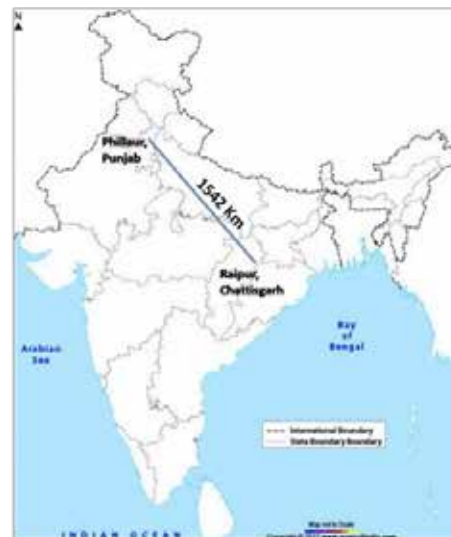 N
Phillaur,
Punjab
1542 Km
Raipur,
Chattisgarh
Arabian
Sea
Bay
of
Bengal
International Boundary
State Boundary Boundary
Map not to Scale
INDIAN OCEAN